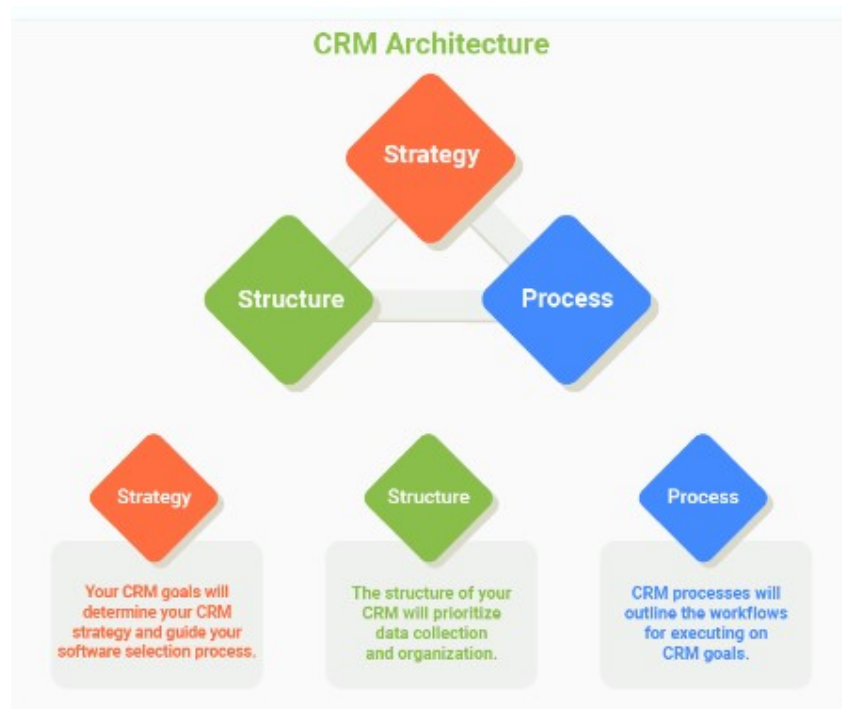 CRM Architecture
Strategy
Structure
Process
Strategy
Structure
Process
Your CRM goals will
determine your CRM
strategy and guide your
software selection process.
The structure of your
CRM will prioritize
data collection
and organization.
CRM processes will
outline the workflows
for executing on
CRM goals.